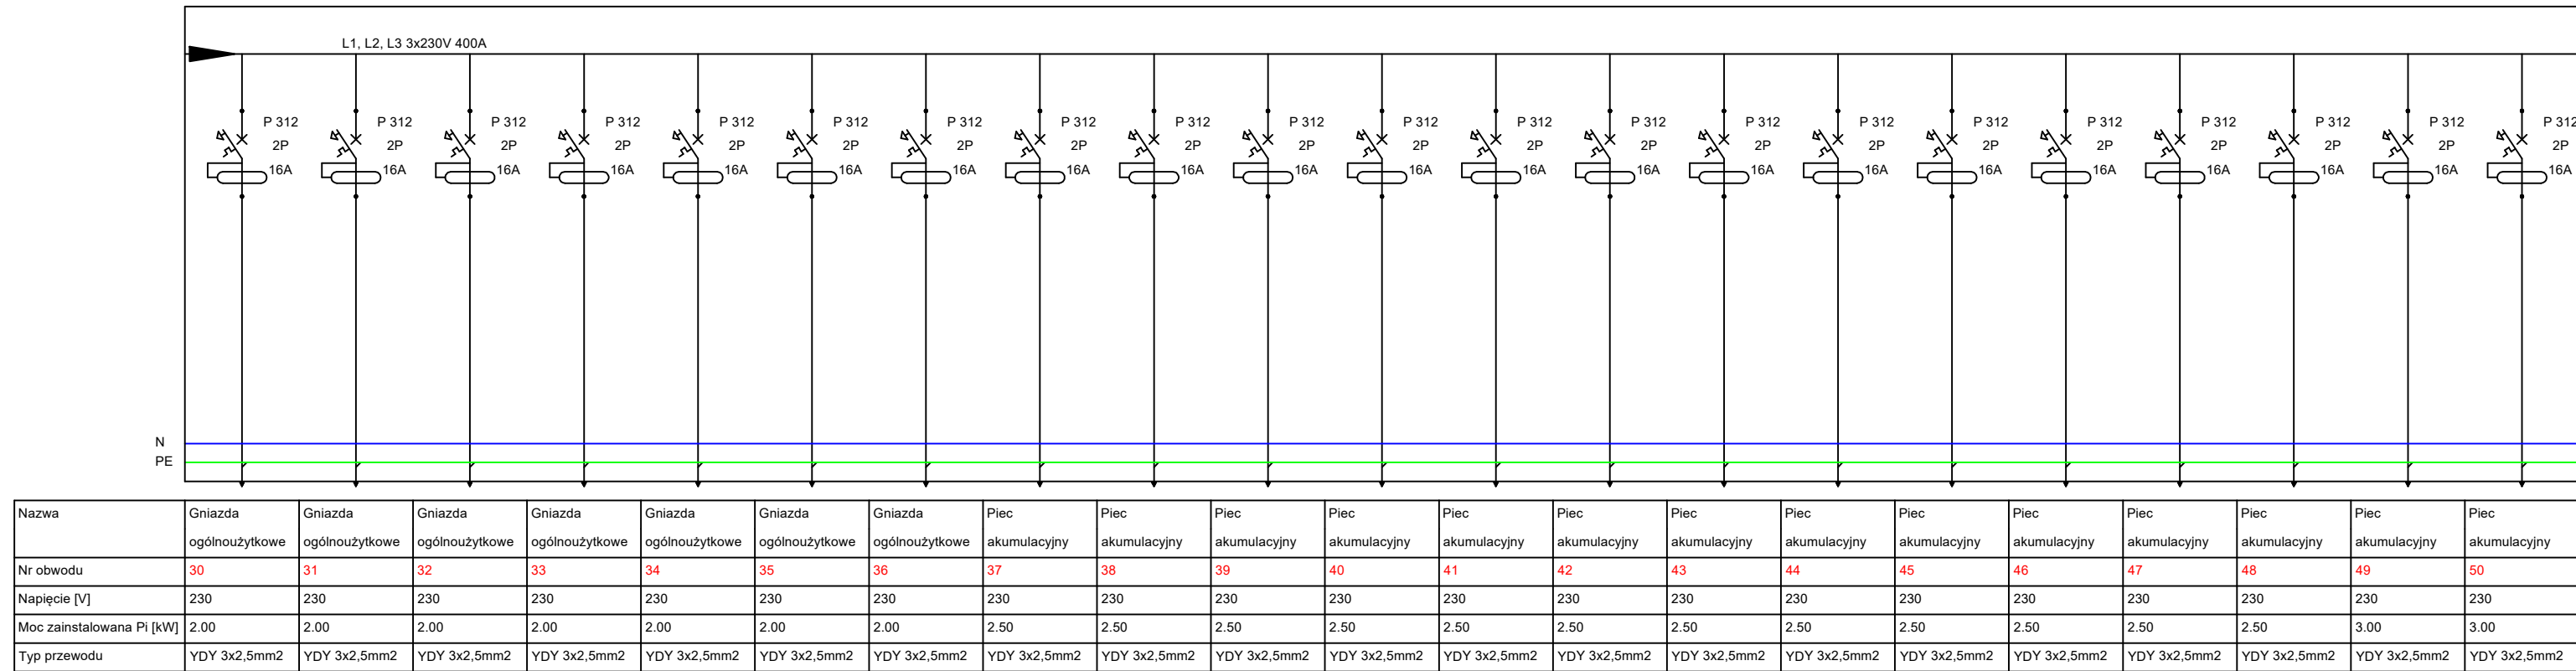 L1, L2, L3 3x230V 400A
P 312 P 312 P 312 P 312 P 312 P 312 P 312 P 312 P 312 P 312 P 312 P 312 P 312 P 312 P 312 P 312 P 312 P 312 P 312 P 312 P 312
2P 2P 2P 2P 2P 2P 2P 2P 2P 2P 2P 2P 2P 2P 2P 2P 2P 2P 2P 2P 2P
16A 16A 16A 16A 16A 16A 16A 16A 16A 16A 16A 16A 16A 16A 16A 16A 16A 16A 16A 16A 16A
N
PE
Nazwa Gniazda Gniazda Gniazda Gniazda Gniazda Gniazda Gniazda Piec Piec Piec Piec Piec Piec Piec Piec Piec Piec Piec Piec Piec Piec
ogólnoużytkowe ogólnoużytkowe ogólnoużytkowe ogólnoużytkowe ogólnoużytkowe ogólnoużytkowe ogólnoużytkowe akumulacyjny akumulacyjny akumulacyjny akumulacyjny akumulacyjny akumulacyjny akumulacyjny akumulacyjny akumulacyjny akumulacyjny akumulacyjny akumulacyjny akumulacyjny akumulacyjny
Nr obwodu 30 31 32 33 34 35 36 37 38 39 40 41 42 43 44 45 46 47 48 49 50
Napięcie [V] 230 230 230 230 230 230 230 230 230 230 230 230 230 230 230 230 230 230 230 230 230
Moc zainstalowana Pi [kW] 2.00 2.00 2.00 2.00 2.00 2.00 2.00 2.50 2.50 2.50 2.50 2.50 2.50 2.50 2.50 2.50 2.50 2.50 2.50 3.00 3.00
Typ przewodu YDY 3x2,5mm2 YDY 3x2,5mm2 YDY 3x2,5mm2 YDY 3x2,5mm2 YDY 3x2,5mm2 YDY 3x2,5mm2 YDY 3x2,5mm2 YDY 3x2,5mm2 YDY 3x2,5mm2 YDY 3x2,5mm2 YDY 3x2,5mm2 YDY 3x2,5mm2 YDY 3x2,5mm2 YDY 3x2,5mm2 YDY 3x2,5mm2 YDY 3x2,5mm2 YDY 3x2,5mm2 YDY 3x2,5mm2 YDY 3x2,5mm2 YDY 3x2,5mm2 YDY 3x2,5mm2